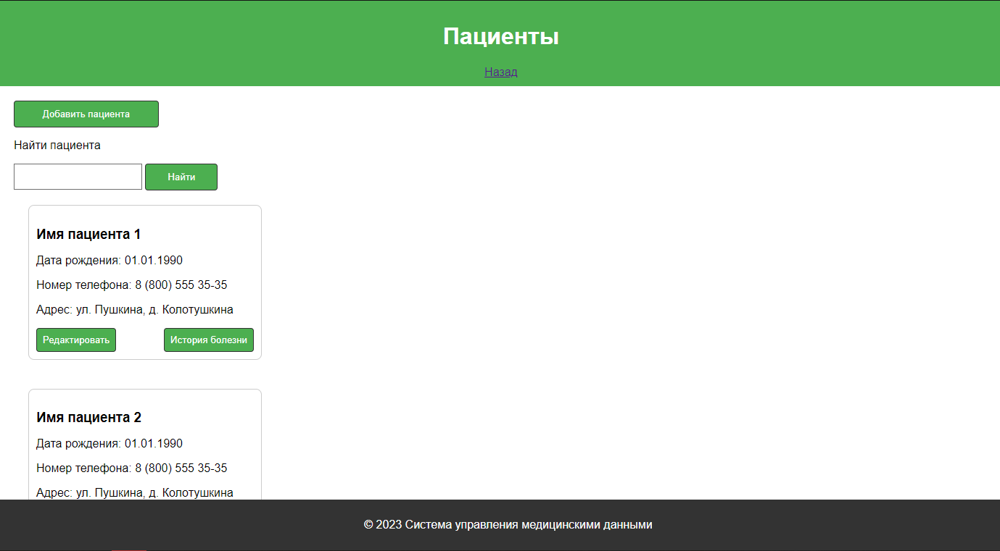 Пациенты
Назад
Добавить пациента
Найти пациента
Найти
Имя пациента 1
Дата рождения: 01.01.1990
Номер телефона: 8 (800) 555 35-35
Адрес: ул. Пушкина, д. Колотушкина
Редактировать История болезни
Имя пациента 2
Дата рождения: 01.01.1990
Номер телефона: 8 (800) 555 35-35
Адрес: ул. Пушкина, д. Колотушкина
© 2023 Система управления медицинскими данными